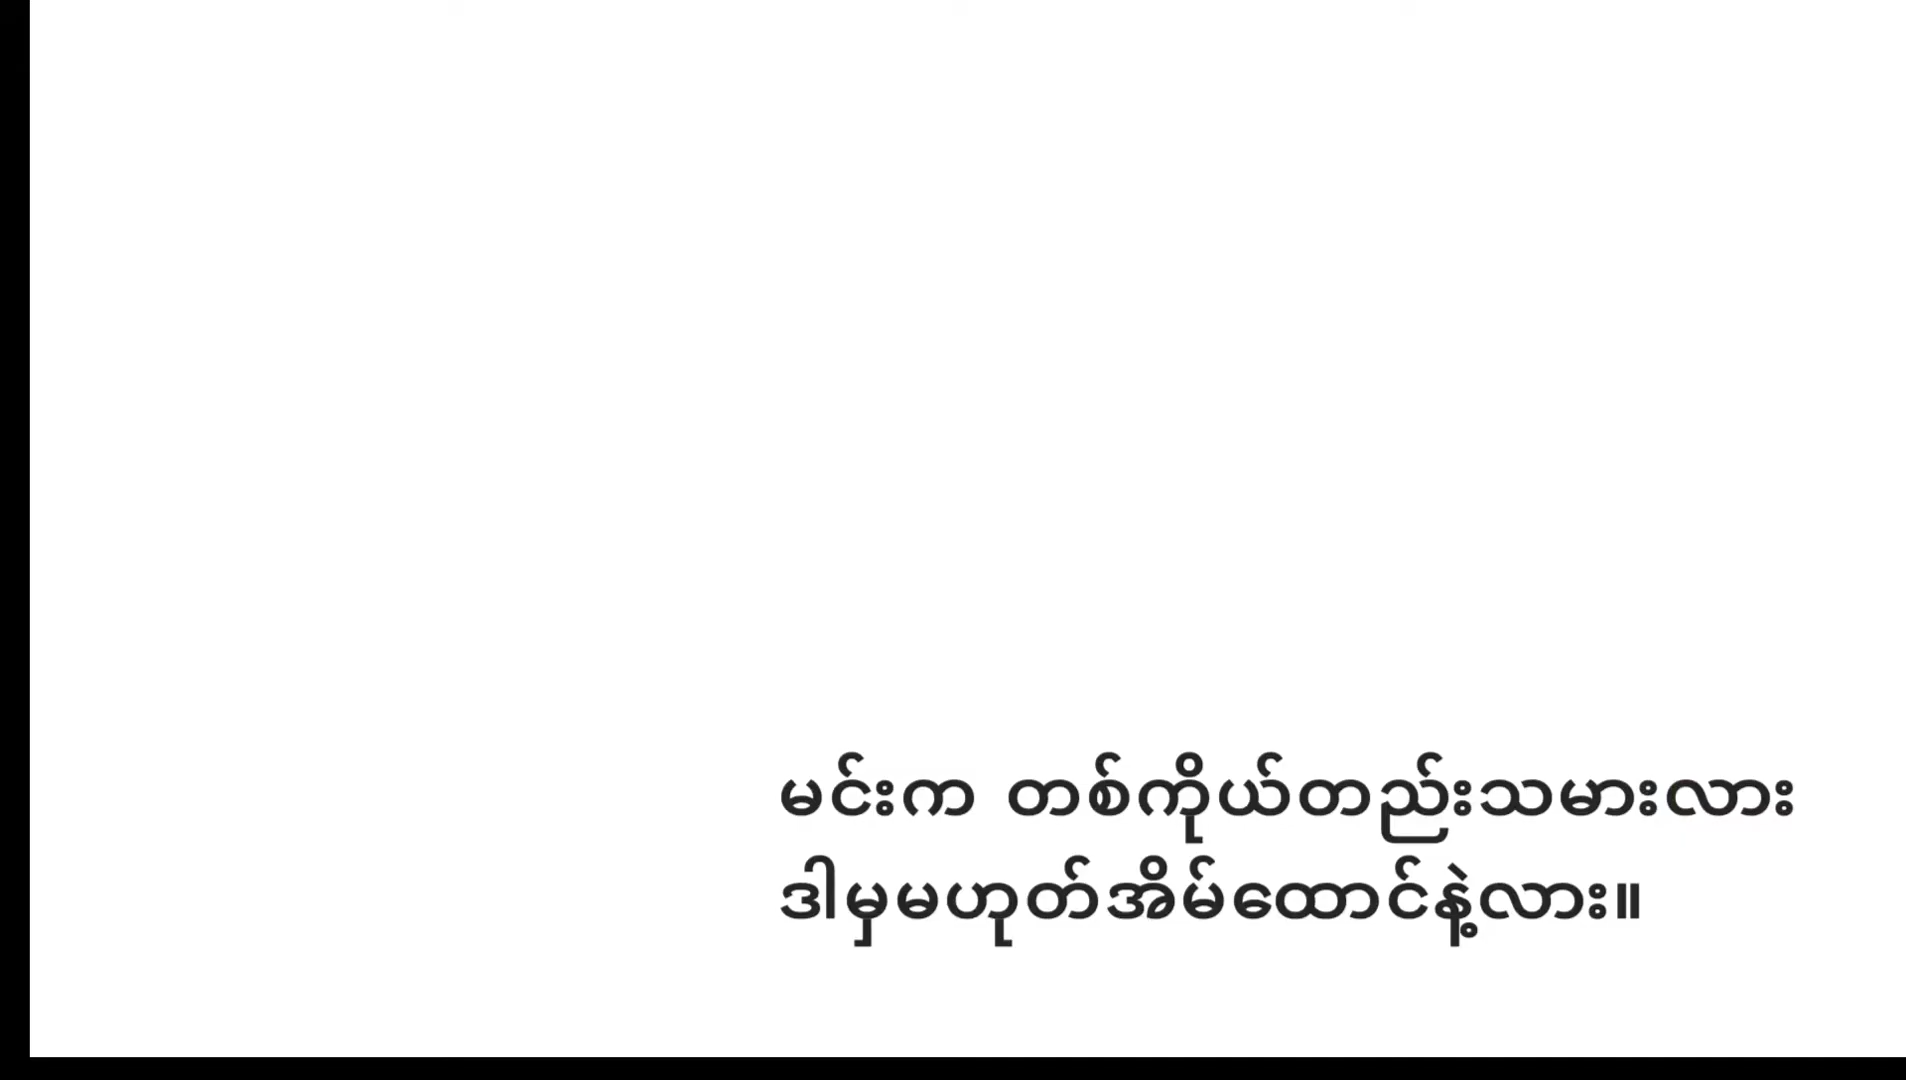 မင်းက တစ်ကိုယ်တည်းသမားလား
ဒါမှမဟုတ်အိမ်ထောင်နဲ့လား။